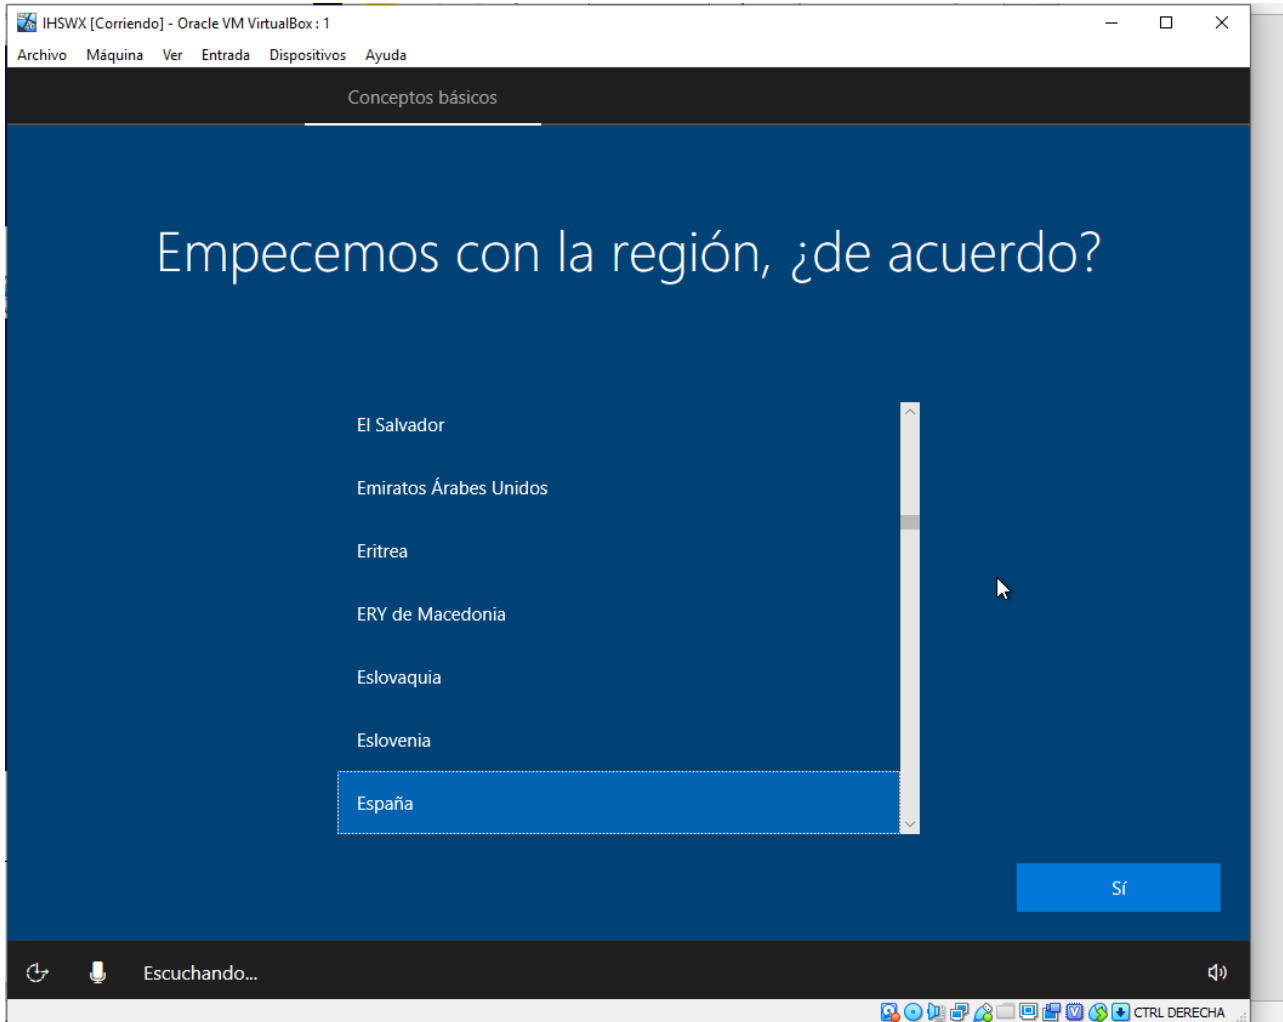 IHSWX [Corriendo] - Oracle VM VirtualBox : 1
Archivo Máquina Ver Entrada Dispositivos Ayuda
Conceptos básicos
Empecemos con la región, ¿de acuerdo?
El Salvador
Emiratos Árabes Unidos
Eritrea
ERY de Macedonia
Eslovaquia
Eslovenia
España
Sí
Escuchando...
CTRL DERECHA